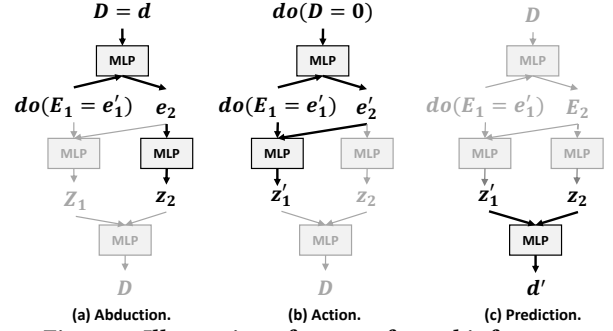 D = d
MLP
do(E₁ = e′₁) e₂
MLP MLP
Z₁ z₂
MLP
D
(a) Abduction.
do(D = 0)
MLP
do(E₁ = e′₁) e′₂
MLP MLP
z′₁ z₂
MLP
D
(b) Action.
D
MLP
do(E₁ = e′₁) E₂
MLP MLP
z′₁ z₂
MLP
d′
(c) Prediction.